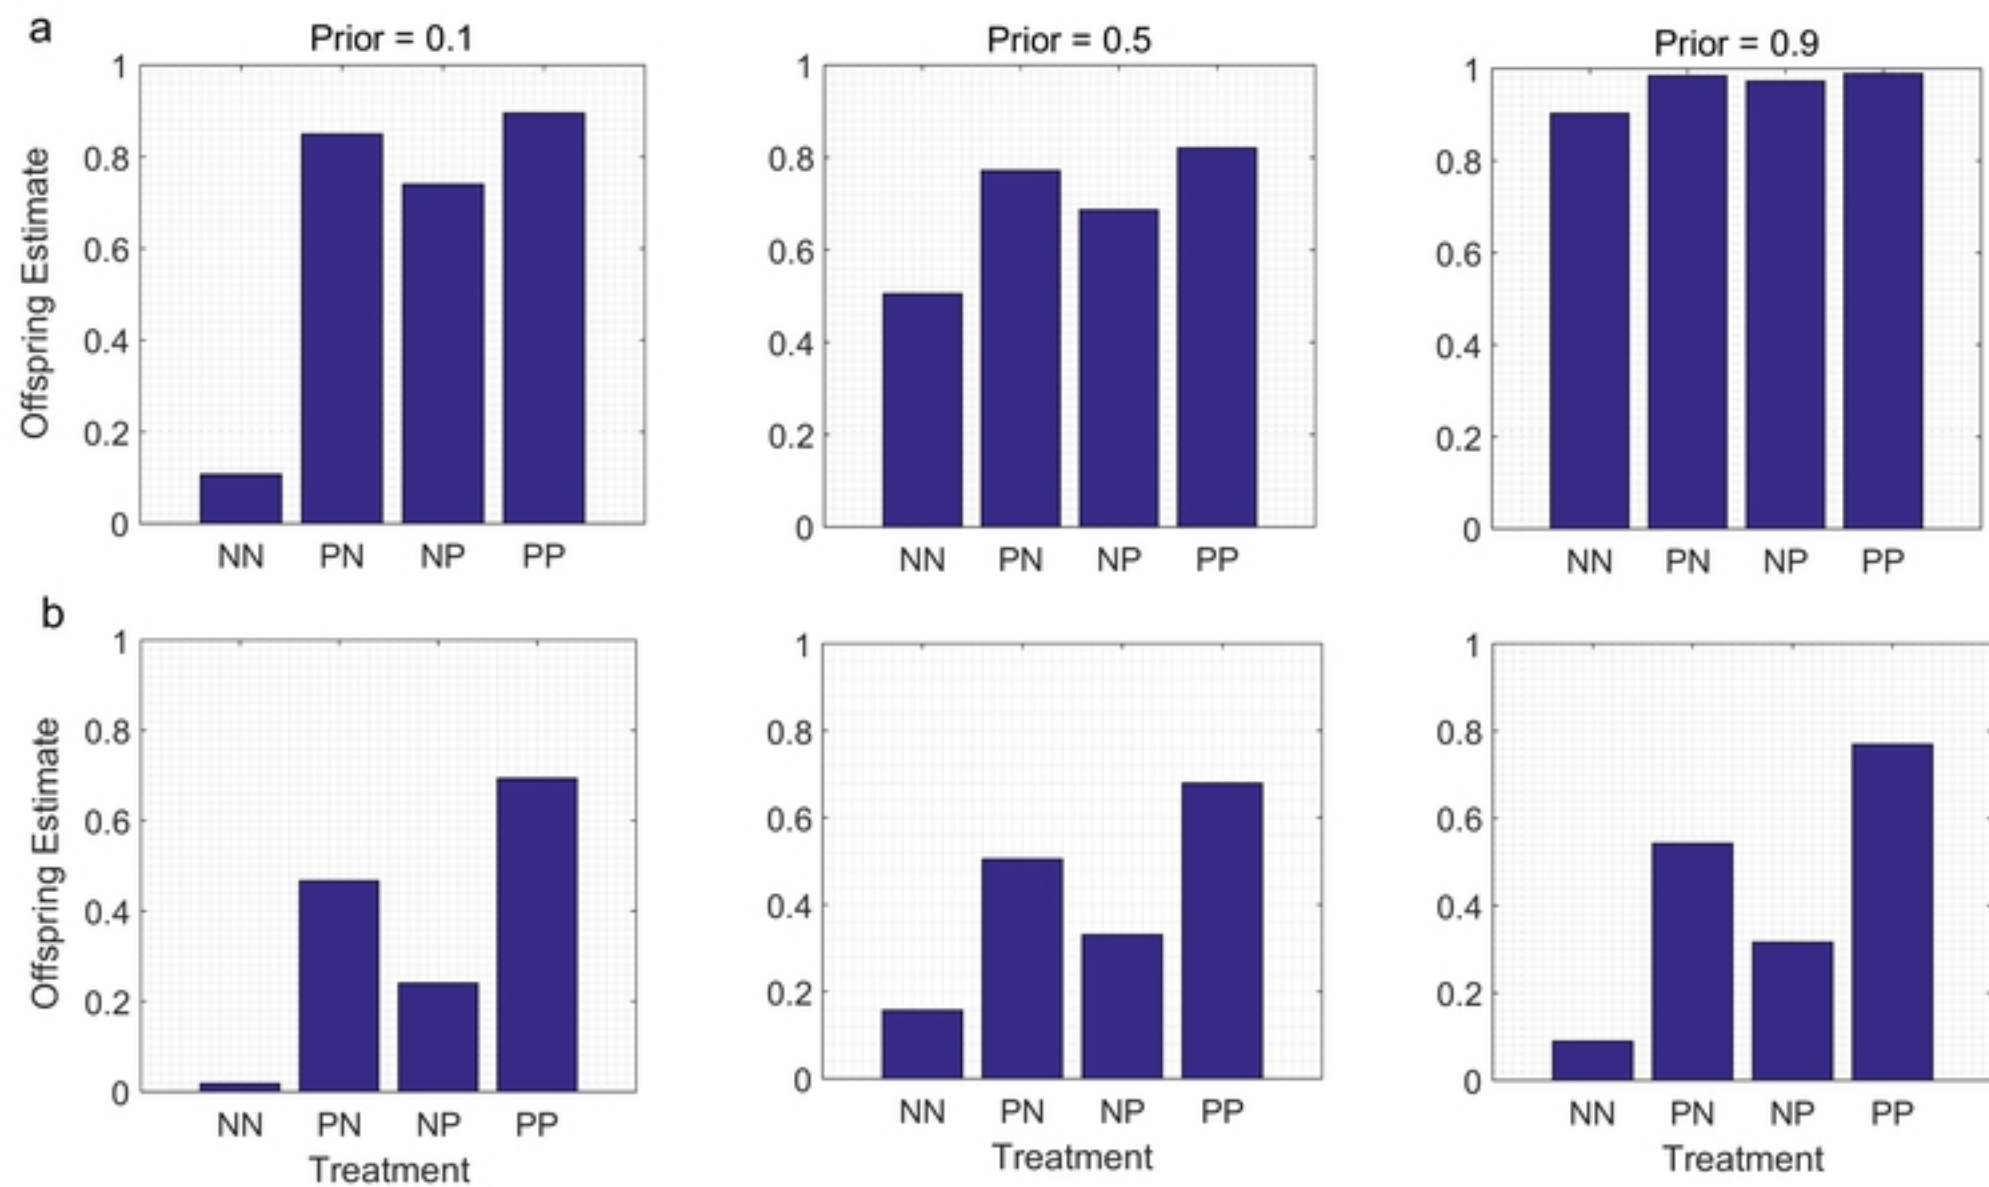 a
Prior = 0.1
Prior = 0.5
Prior = 0.9
Offspring Estimate
1
0.8
0.6
0.4
0.2
0
NN PN NP PP
1
0.8
0.6
0.4
0.2
0
NN PN NP PP
1
0.8
0.6
0.4
0.2
0
NN PN NP PP
b
Offspring Estimate
1
0.8
0.6
0.4
0.2
0
NN PN NP PP
Treatment
1
0.8
0.6
0.4
0.2
0
NN PN NP PP
Treatment
1
0.8
0.6
0.4
0.2
0
NN PN NP PP
Treatment